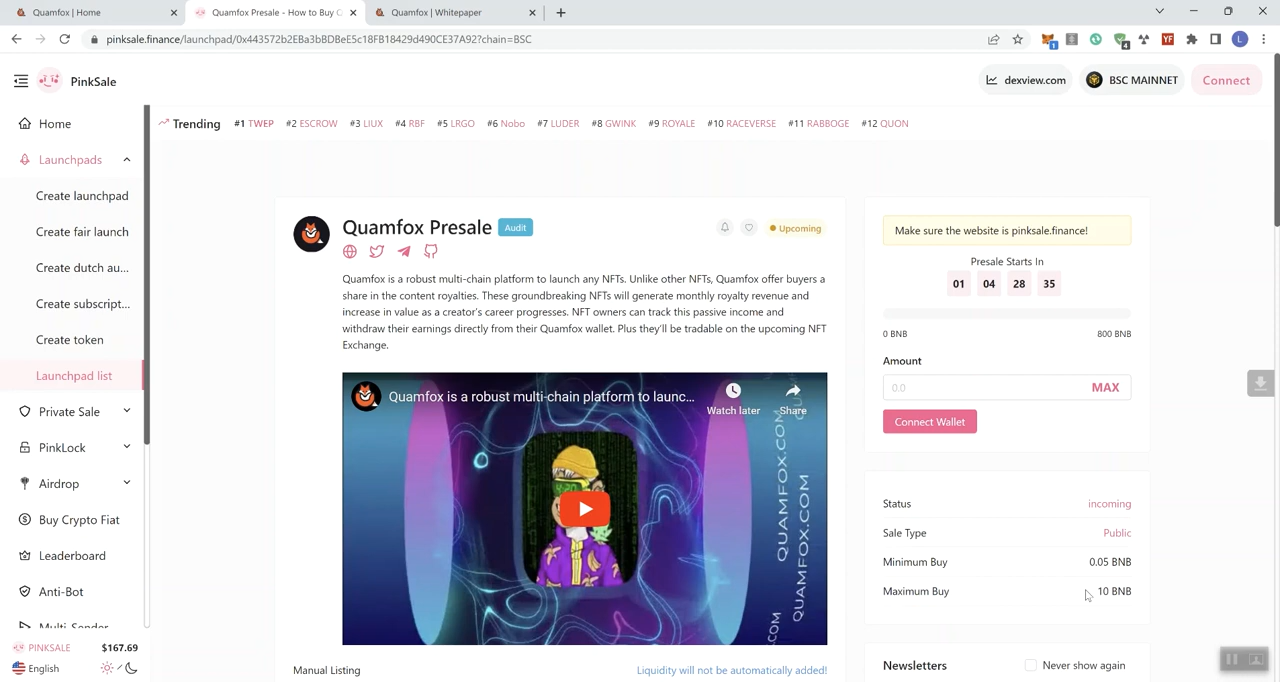 Quamfox | Home
Quamfox Presale - How to Buy C
Quamfox | Whitepaper
pinksale.finance/launchpad/0x443572b2EBa3bBDBeE5c18FB18429d490CE37A92?chain=BSC
PinkSale
dexview.com
BSC MAINNET
Connect
Home
Launchpads
Create launchpad
Create fair launch
Create dutch au...
Create subscript...
Create token
Launchpad list
Private Sale
PinkLock
Airdrop
Buy Crypto Fiat
Leaderboard
Anti-Bot
Multi-Sender
PINKSALE $167.69
English
Trending #1 TWEP #2 ESCROW #3 LIUX #4 RBF #5 LRGO #6 Nobo #7 LUDER #8 GWINK #9 ROYALE #10 RACEVERSE #11 RABBOGE #12 QUON
Quamfox Presale Audit
Upcoming
Quamfox is a robust multi-chain platform to launch any NFTs. Unlike other NFTs, Quamfox offer buyers a
share in the content royalties. These groundbreaking NFTs will generate monthly royalty revenue and
increase in value as a creator's career progresses. NFT owners can track this passive income and
withdraw their earnings directly from their Quamfox wallet. Plus they'll be tradable on the upcoming NFT
Exchange.
Quamfox is a robust multi-chain platform to launc...
Watch later
Share
4:20
QUAMFOX.COM
QUAMFOX.COM
.COM
Manual Listing
Liquidity will not be automatically added!
Make sure the website is pinksale.finance!
Presale Starts In
01 04 28 35
0 BNB 800 BNB
Amount
0.0 MAX
Connect Wallet
Status incoming
Sale Type Public
Minimum Buy 0.05 BNB
Maximum Buy 10 BNB
Newsletters Never show again